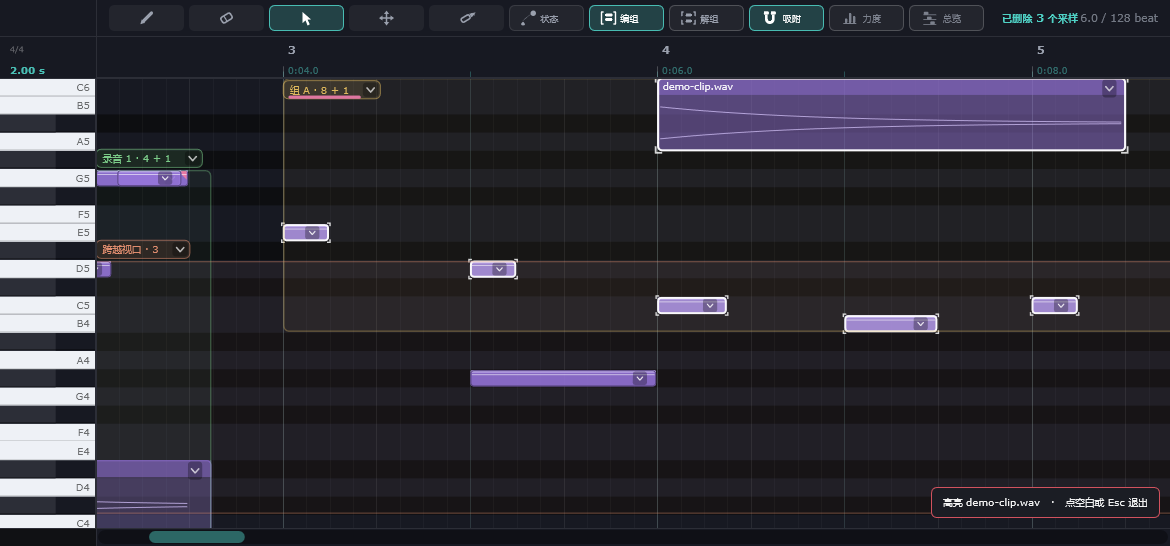 状态
编组
解组
吸附
力度
总览
已删除 3 个采样 6.0 / 128 beat
4/4
2.00 s
3
4
5
0:04.0
0:06.0
0:08.0
C6
B5
A5
G5
F5
E5
D5
C5
B4
A4
G4
F4
E4
D4
C4
组 A · 8 + 1
demo-clip.wav
录音 1 · 4 + 1
跨越视口 · 3
高亮 demo-clip.wav · 点空白或 Esc 退出